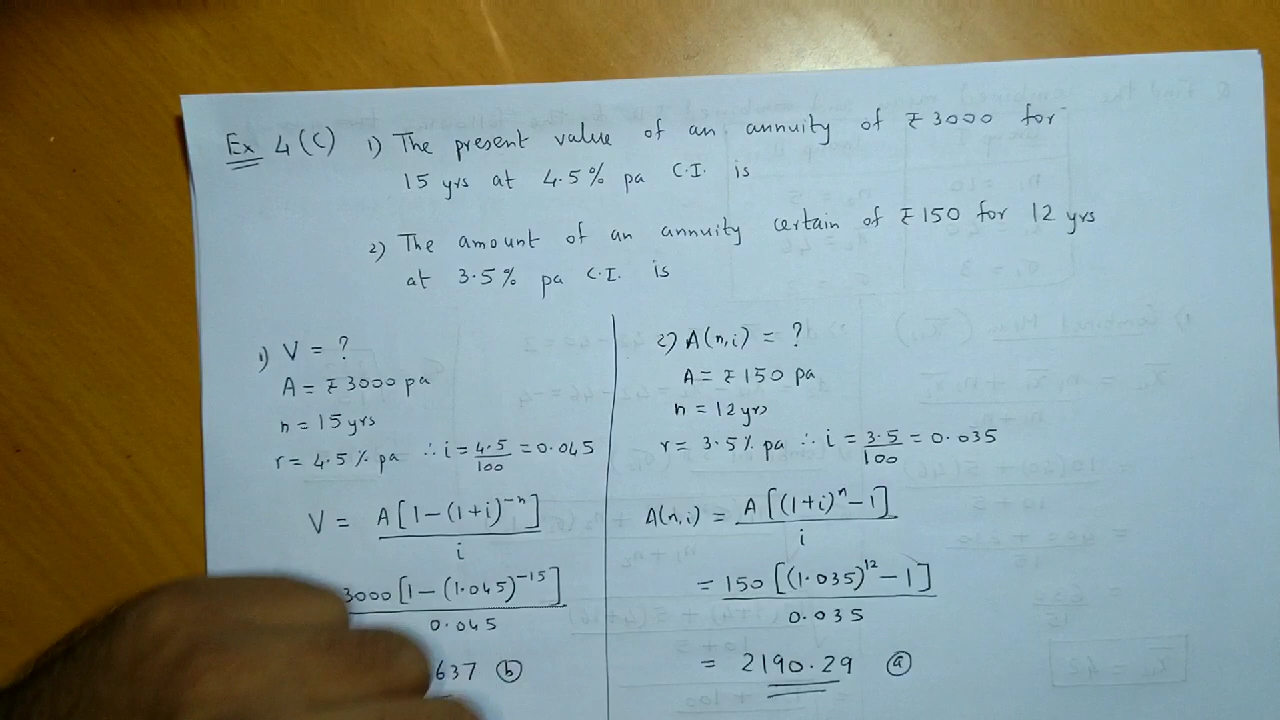 Ex 4(C) 1) The present value of an annuity of ₹3000 for
15 yrs at 4.5% pa C.I. is
2) The amount of an annuity certain of ₹150 for 12 yrs
at 3.5% pa C.I. is
1) V = ?
A = ₹3000 pa
n = 15 yrs
r = 4.5% pa ∴ i = 4.5/100 = 0.045
V = A[1-(1+i)⁻ⁿ]
i
3000[1-(1.045)⁻¹⁵]
0.045
637 (b)
2) A(n,i) = ?
A = ₹150 pa
n = 12 yrs
r = 3.5% pa ∴ i = 3.5/100 = 0.035
A(n,i) = A[(1+i)ⁿ-1]
i
= 150[(1.035)¹²-1]
0.035
= 2190.29 (a)